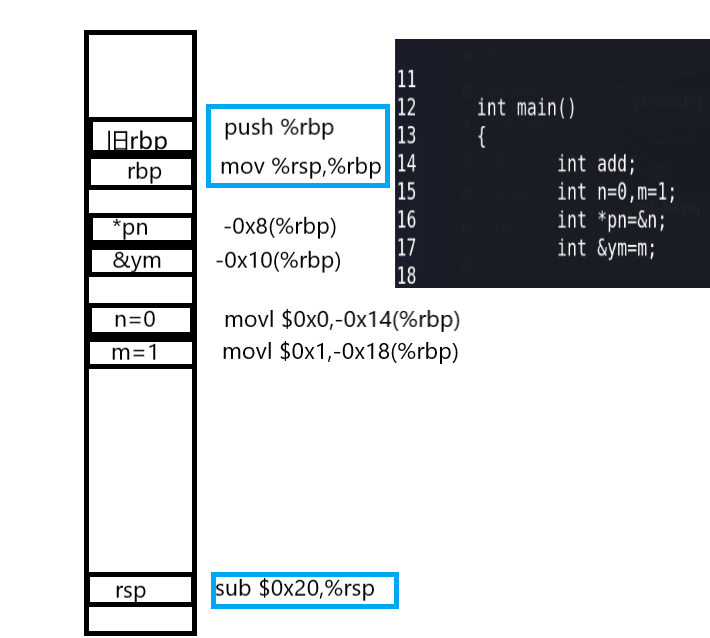 旧rbp
push %rbp
rbp
mov %rsp,%rbp
*pn
-0x8(%rbp)
&ym
-0x10(%rbp)
n=0
movl $0x0,-0x14(%rbp)
m=1
movl $0x1,-0x18(%rbp)
rsp
sub $0x20,%rsp
11
12 int main()
13 {
14 int add;
15 int n=0,m=1;
16 int *pn=&n;
17 int &ym=m;
18